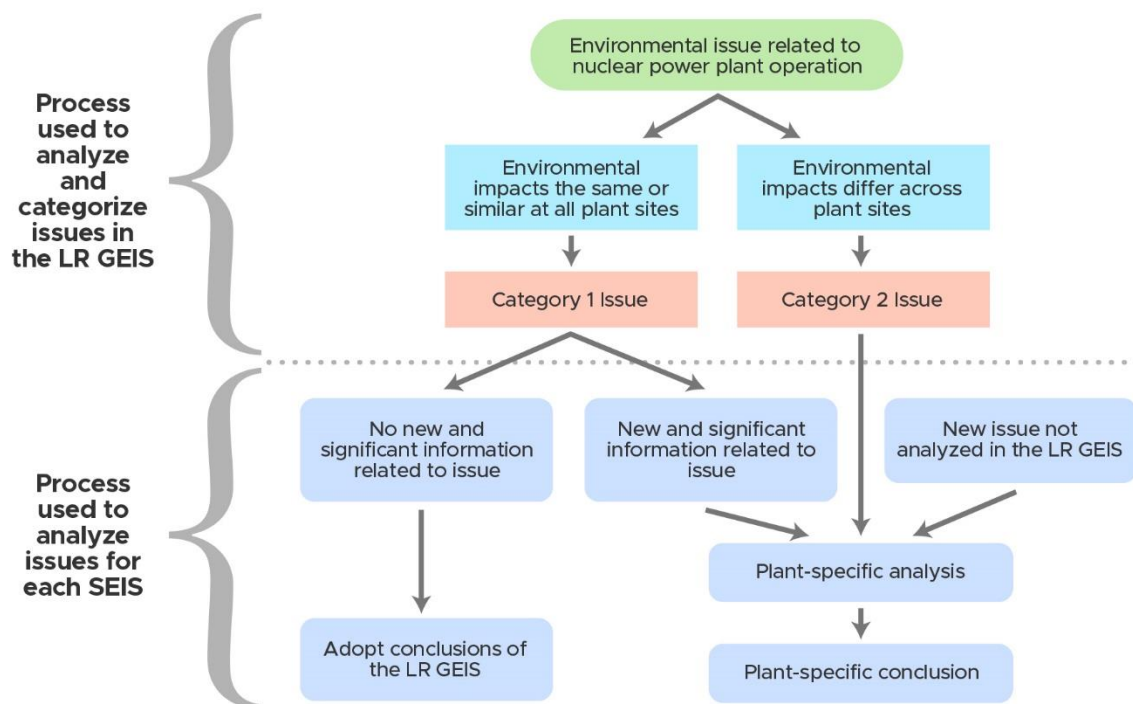 Process
used to
analyze
and
categorize
issues in
the LR GEIS
Environmental issue related to
nuclear power plant operation
Environmental
impacts the same or
similar at all plant sites
Environmental
impacts differ across
plant sites
Category 1 Issue
Category 2 Issue
Process
used to
analyze
issues for
each SEIS
No new and
significant information
related to issue
New and significant
information related to
issue
New issue not
analyzed in the LR GEIS
Plant-specific analysis
Adopt conclusions of
the LR GEIS
Plant-specific conclusion